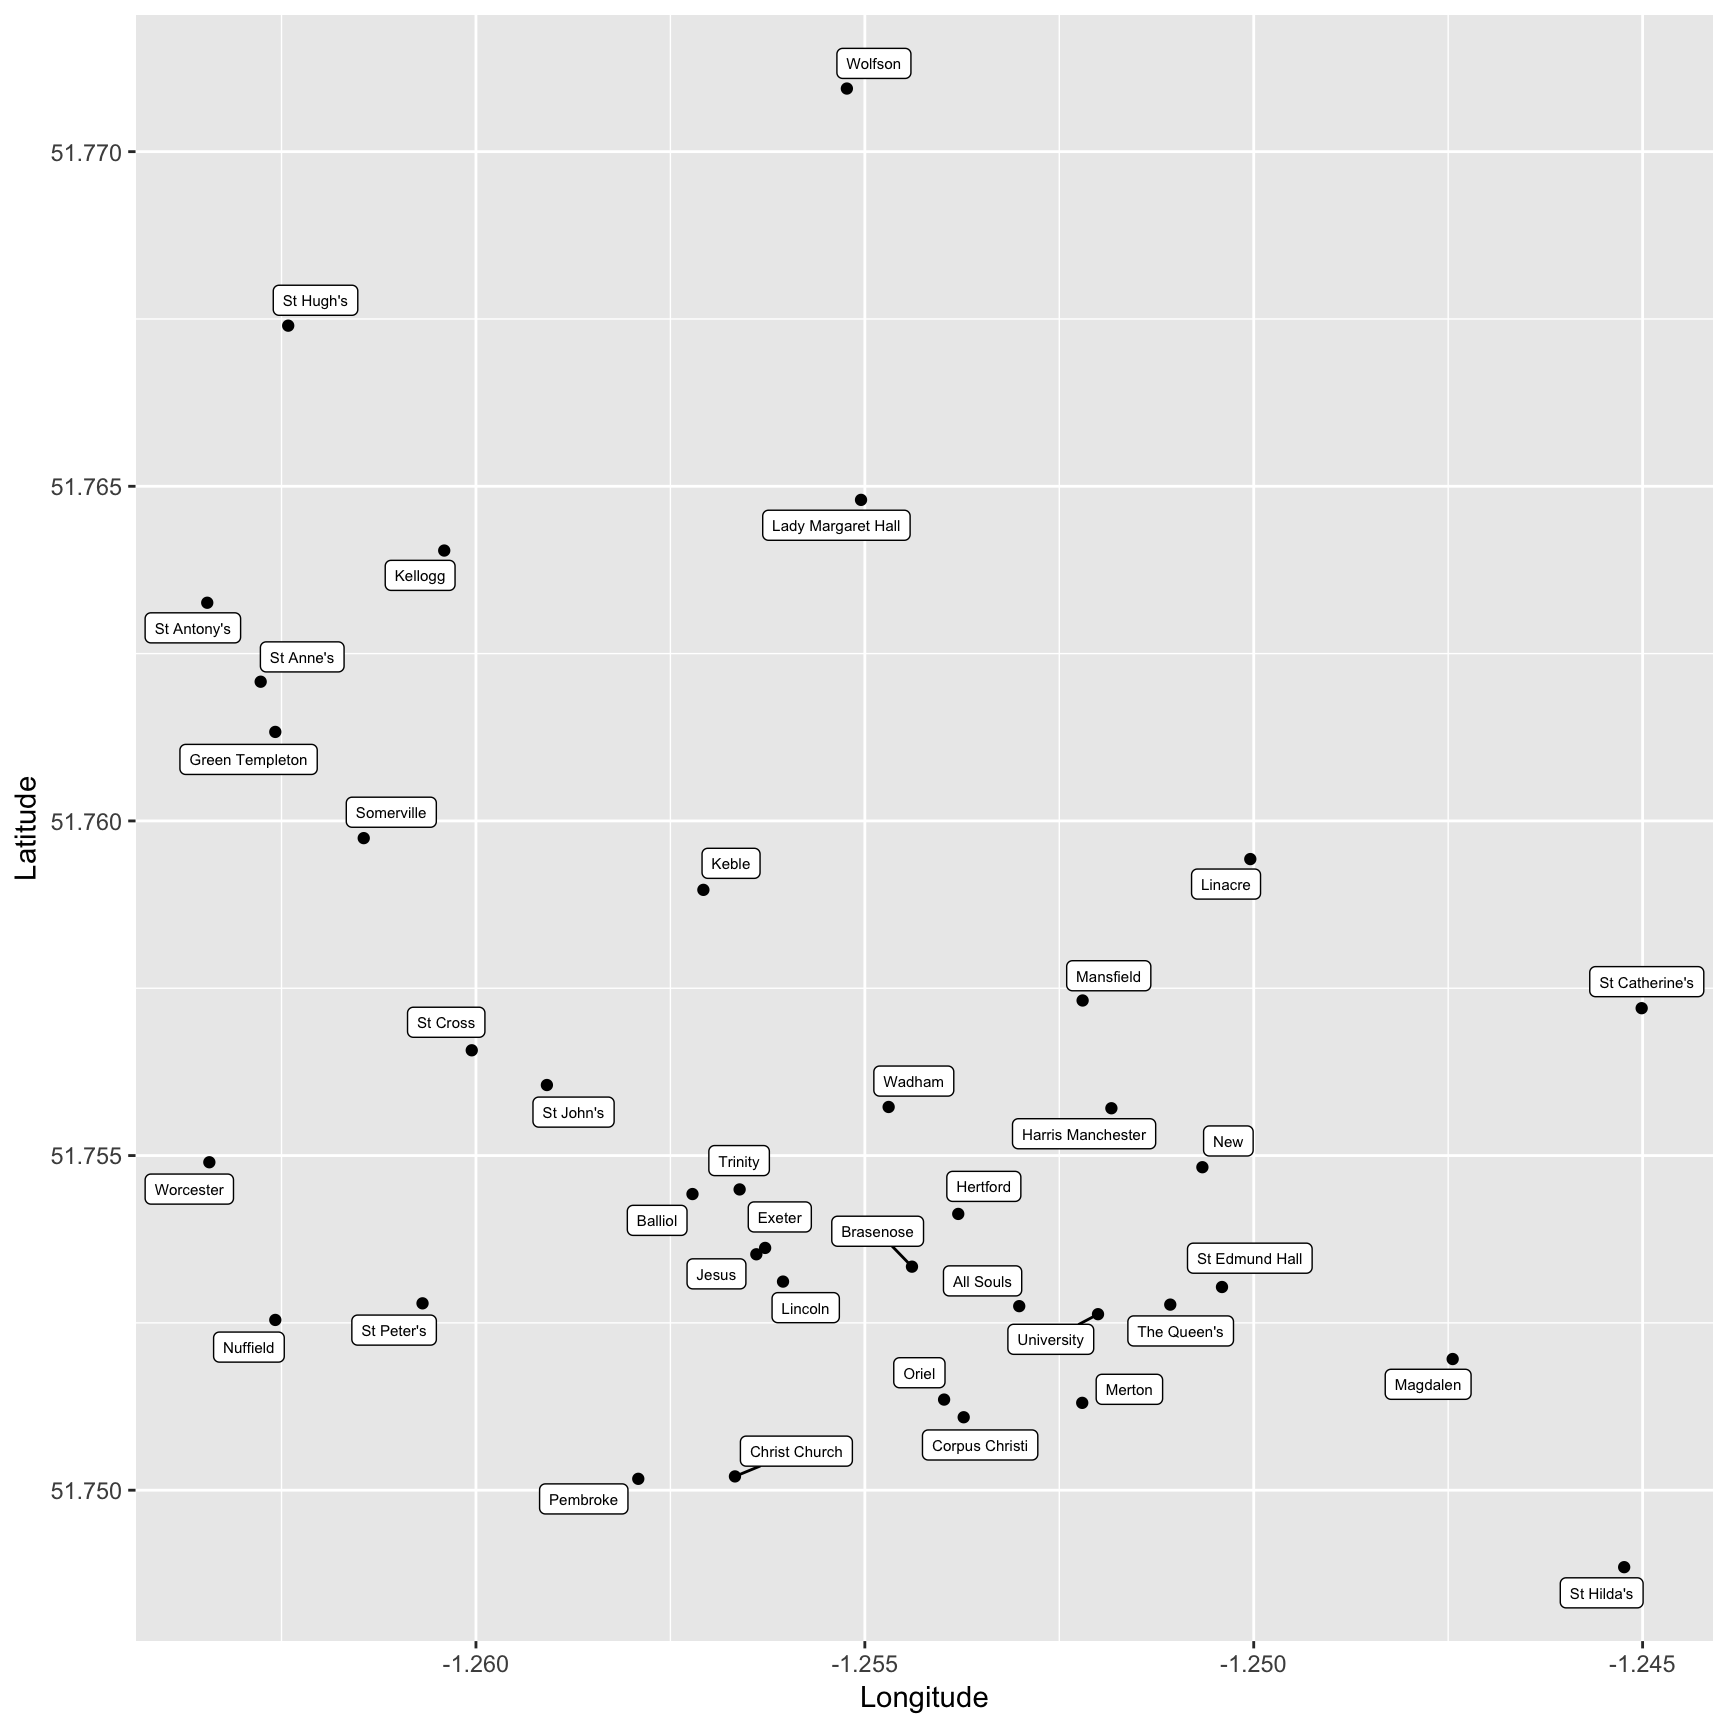 Wolfson
51.770
St Hugh's
51.765
Lady Margaret Hall
Kellogg
St Antony's
St Anne's
Green Templeton
Somerville
51.760
Latitude
Keble
Linacre
Mansfield
St Catherine's
St Cross
Wadham
St John's
Harris Manchester
New
51.755
Trinity
Worcester
Hertford
Balliol
Exeter
Brasenose
St Edmund Hall
Jesus
All Souls
Lincoln
St Peter's
The Queen's
University
Nuffield
Oriel
Magdalen
Merton
Corpus Christi
Christ Church
51.750
Pembroke
St Hilda's
-1.260
-1.255
-1.250
-1.245
Longitude